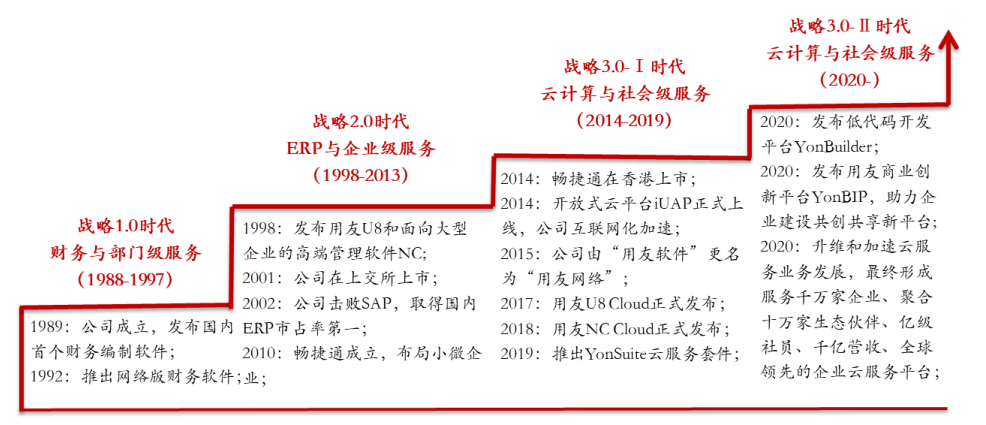 战略1.0时代
财务与部门级服务
（1988-1997）
1989：公司成立，发布国内
首个财务编制软件；
1992：推出网络版财务软件；
战略2.0时代
ERP与企业级服务
（1998-2013）
1998：发布用友U8和面向大型
企业的高端管理软件NC；
2001：公司在上交所上市；
2002：公司击败SAP，取得国内
ERP市占率第一；
2010：畅捷通成立，布局小微企
业；
战略3.0-Ⅰ时代
云计算与社会级服务
（2014-2019）
2014：畅捷通在香港上市；
2014：开放式云平台iUAP正式上
线，公司互联网化加速；
2015：公司由“用友软件”更名
为“用友网络”；
2017：用友U8 Cloud正式发布；
2018：用友NC Cloud正式发布；
2019：推出YonSuite云服务套件；
战略3.0-Ⅱ时代
云计算与社会级服务
（2020-）
2020：发布低代码开发
平台YonBuilder；
2020：发布用友商业创
新平台YonBIP，助力企
业建设共创共享新平台；
2020：升维和加速云服
务业务发展，最终形成
服务千万家企业、聚合
十万家生态伙伴、亿级
社员、千亿营收、全球
领先的企业云服务平台；